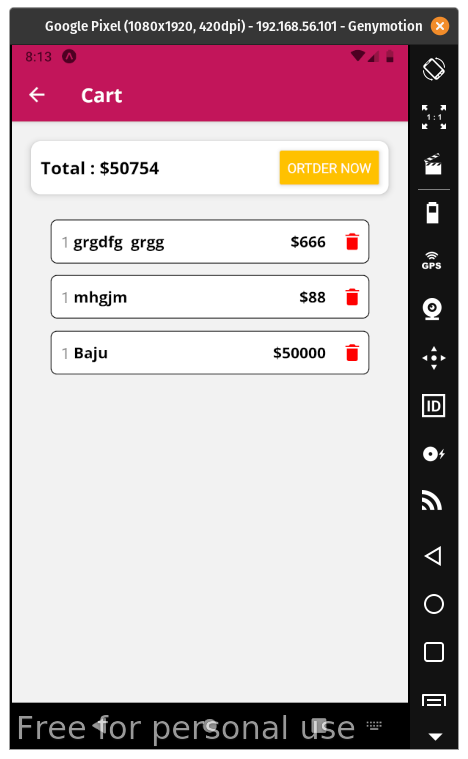 Google Pixel (1080x1920, 420dpi) - 192.168.56.101 - Genymotion
8:13
Cart
1:1
Total : $50754
ORTDER NOW
GPS
1 grgdfg grgg $666
1 mhgjm $88
1 Baju $50000
ID
Free for personal use